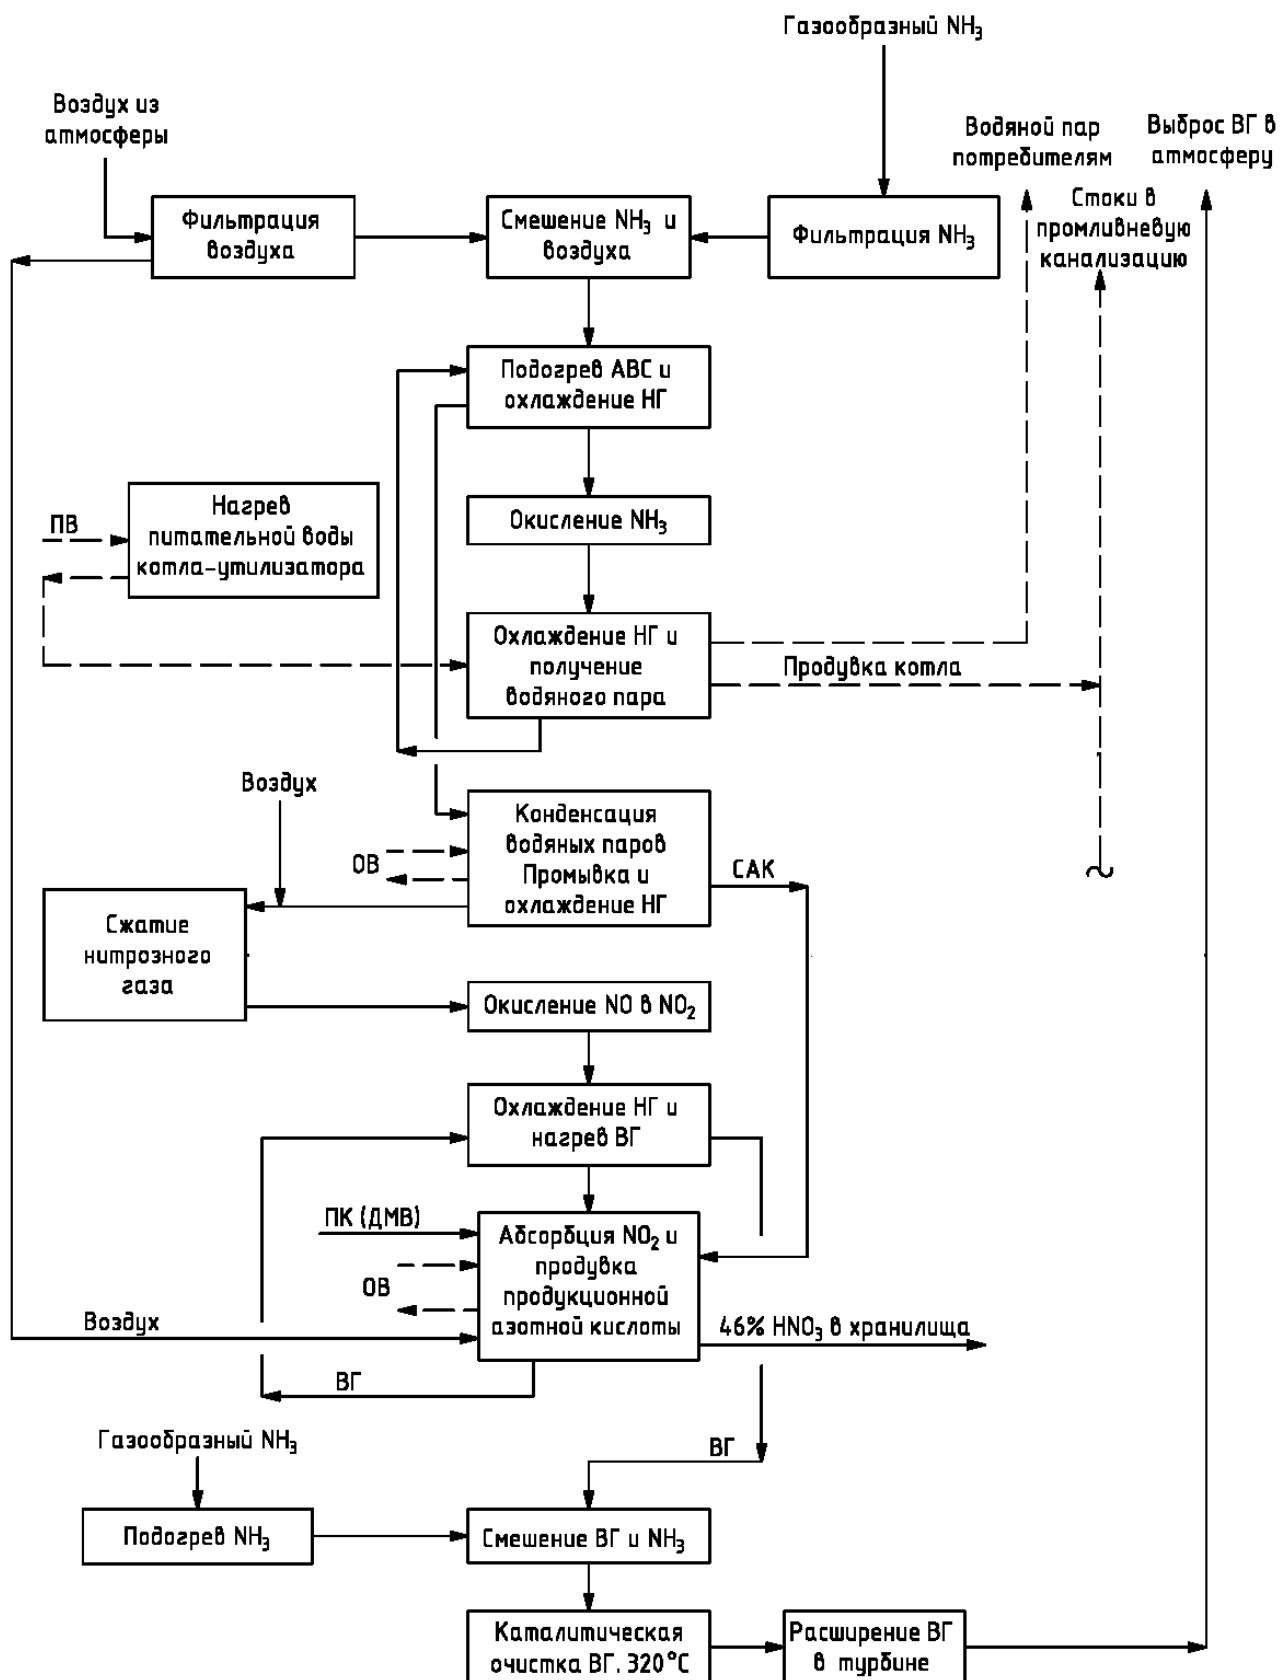 Газообразный NH₃
Воздух из
атмосферы
Водяной пар
потребителям
Выброс ВГ в
атмосферу
Стоки в
промливневую
канализацию
Фильтрация
воздуха
Смешение NH₃ и
воздуха
Фильтрация NH₃
Подогрев АВС и
охлаждение НГ
Нагрев
питательной воды
котла-утилизатора
ПВ
Окисление NH₃
Охлаждение НГ и
получение
водяного пара
Продувка котла
Воздух
Конденсация
водяных паров
Промывка и
охлаждение НГ
ОВ
САК
Сжатие
нитрозного
газа
Окисление NO в NO₂
Охлаждение НГ и
нагрев ВГ
ПК (ДМВ)
Абсорбция NO₂ и
продувка
продукционной
азотной кислоты
ОВ
Воздух
46% HNO₃ в хранилища
ВГ
Газообразный NH₃
ВГ
Подогрев NH₃
Смешение ВГ и NH₃
Каталитическая
очистка ВГ. 320°С
Расширение ВГ
в турбине